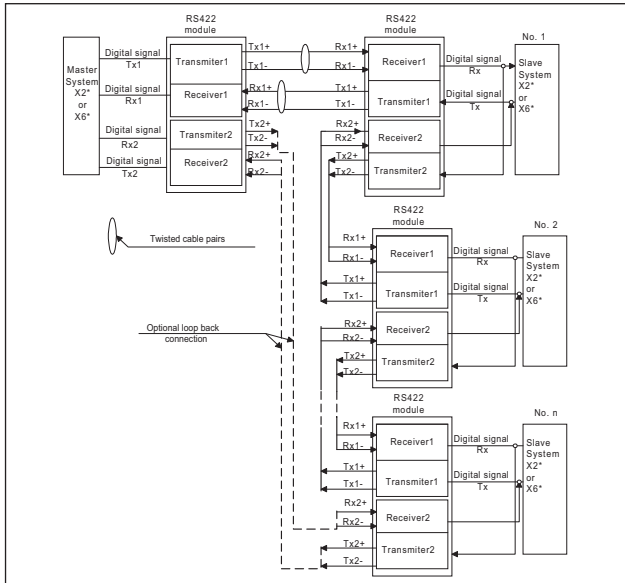 RS422
module
RS422
module
No. 1
Master
System
X2*
or
X6*
Digital signal
Tx1
Digital signal
Rx1
Digital signal
Rx2
Digital signal
Tx2
Transmiter1
Receiver1
Transmiter2
Receiver2
Tx1+
Tx1-
Rx1+
Rx1-
Tx2+
Tx2-
Rx2+
Rx2-
Rx1+
Rx1-
Tx1+
Tx1-
Rx2+
Rx2-
Tx2+
Tx2-
Receiver1
Transmiter1
Receiver2
Transmiter2
Digital signal
Rx
Digital signal
Tx
Slave
System
X2*
or
X6*
Twisted cable pairs
Optional loop back
connection
RS422
module
No. 2
Rx1+
Rx1-
Tx1+
Tx1-
Rx2+
Rx2-
Tx2+
Tx2-
Receiver1
Transmiter1
Receiver2
Transmiter2
Digital signal
Rx
Digital signal
Tx
Slave
System
X2*
or
X6*
RS422
module
No. n
Rx1+
Rx1-
Tx1+
Tx1-
Rx2+
Rx2-
Tx2+
Tx2-
Receiver1
Transmiter1
Receiver2
Transmiter2
Digital signal
Rx
Digital signal
Tx
Slave
System
X2*
or
X6*